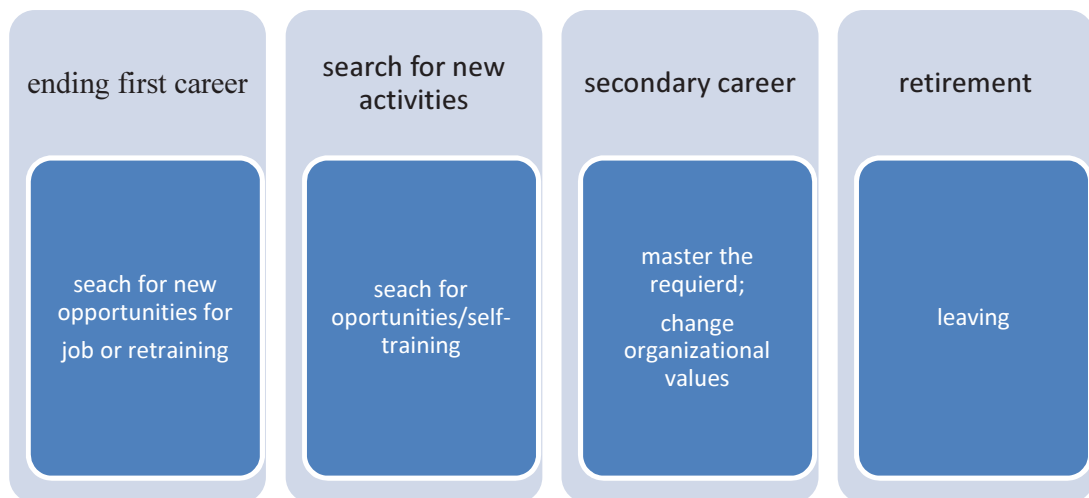 ending first career
seach for new
opportunities for
job or retraining
search for new
activities
seach for
oportunities/self-
training
secondary career
master the
requierd;
change
organizational
values
retirement
leaving